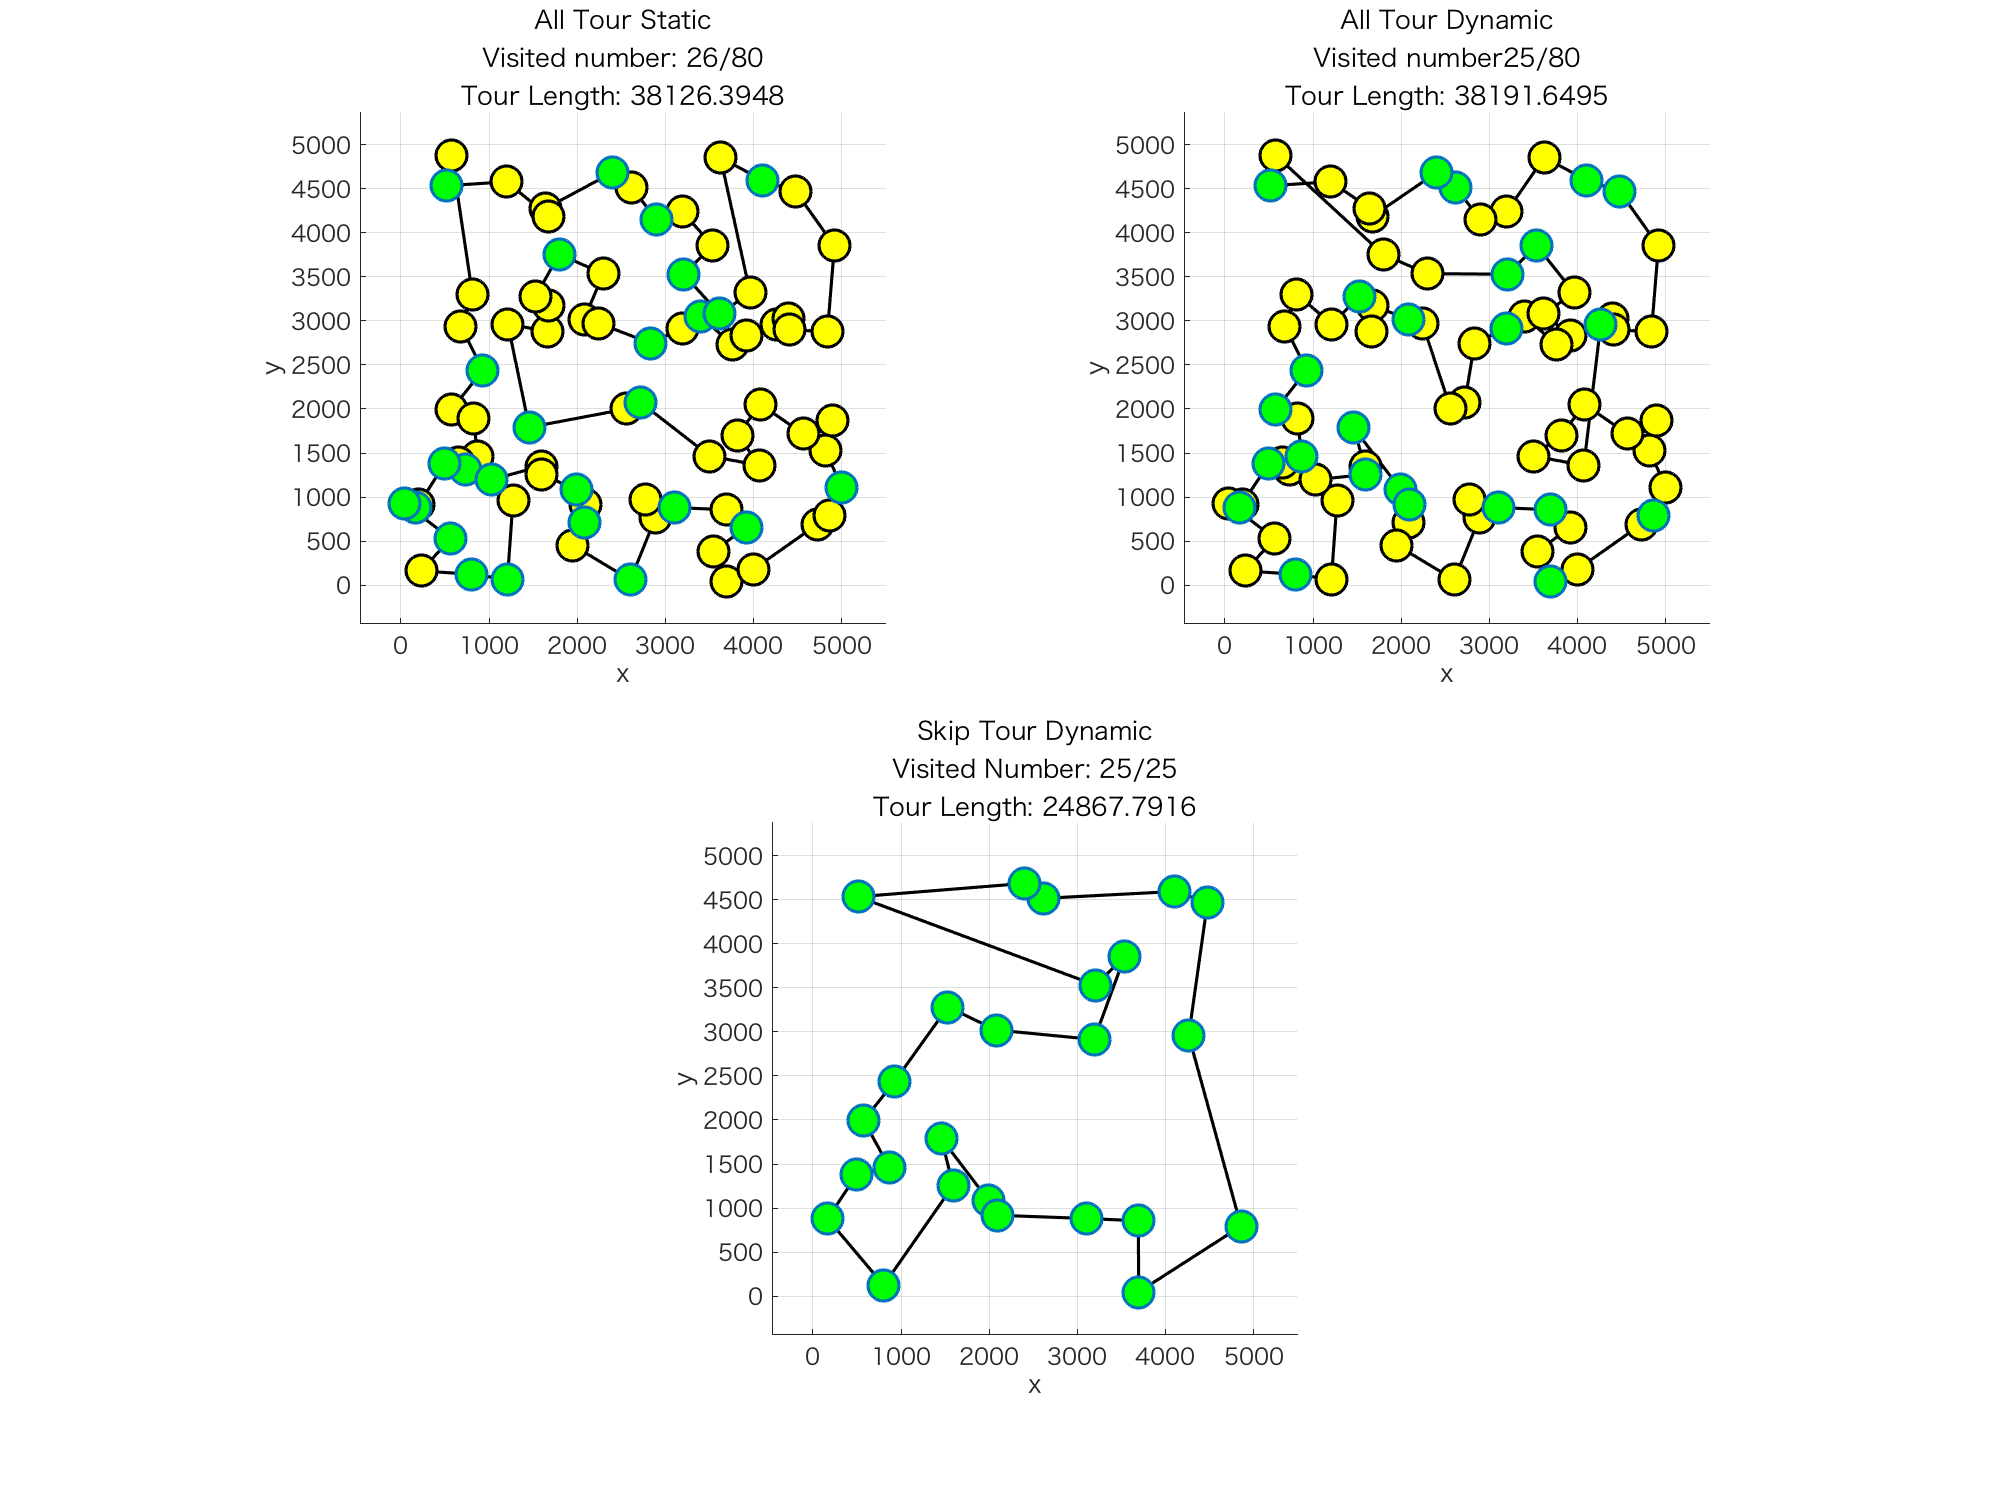 All Tour Static
Visited number: 26/80
Tour Length: 38126.3948
5000
4500
4000
3500
3000
2500
2000
1500
1000
500
0
y
0 1000 2000 3000 4000 5000
x
All Tour Dynamic
Visited number25/80
Tour Length: 38191.6495
5000
4500
4000
3500
3000
2500
2000
1500
1000
500
0
y
0 1000 2000 3000 4000 5000
x
Skip Tour Dynamic
Visited Number: 25/25
Tour Length: 24867.7916
5000
4500
4000
3500
3000
2500
2000
1500
1000
500
0
y
0 1000 2000 3000 4000 5000
x